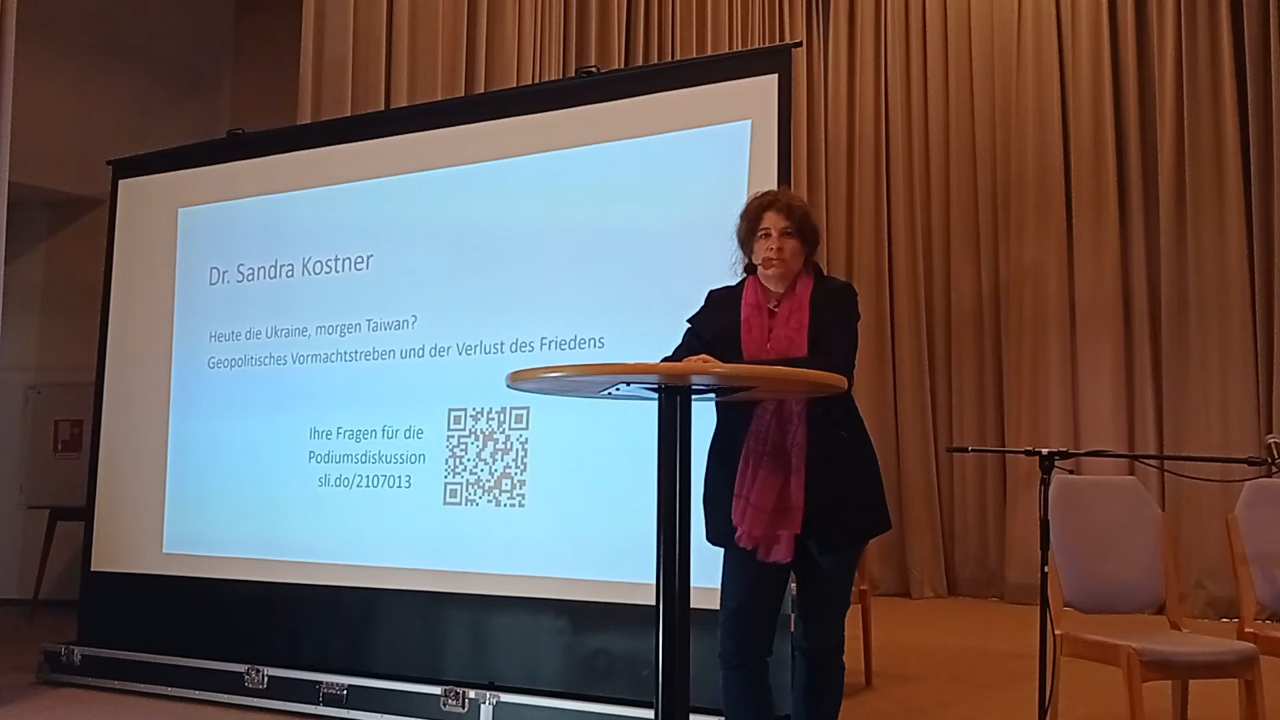 Dr. Sandra Kostner
Heute die Ukraine, morgen Taiwan?
Geopolitisches Vormachtstreben und der Verlust des Friedens
Ihre Fragen für die
Podiumsdiskussion
sli.do/2107013